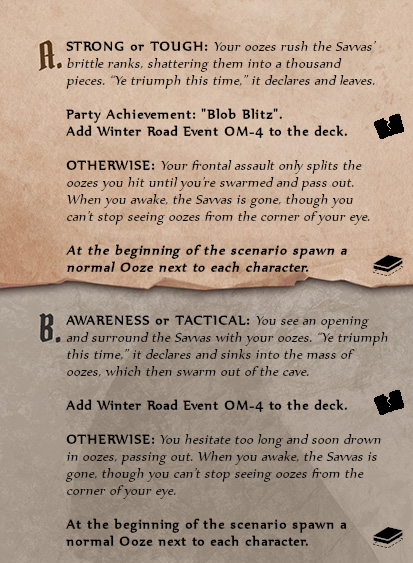 A. STRONG or TOUGH: Your oozes rush the Savvas'
brittle ranks, shattering them into a thousand
pieces. "Ye triumph this time," it declares and leaves.
Party Achievement: "Blob Blitz".
Add Winter Road Event OM-4 to the deck.
OTHERWISE: Your frontal assault only splits the
oozes you hit until you're swarmed and pass out.
When you awake, the Savvas is gone, though you
can't stop seeing oozes from the corner of your eye.
At the beginning of the scenario spawn a
normal Ooze next to each character.
B. AWARENESS or TACTICAL: You see an opening
and surround the Savvas with your oozes. "Ye triumph
this time," it declares and sinks into the mass of
oozes, which then swarm out of the cave.
Add Winter Road Event OM-4 to the deck.
OTHERWISE: You hesitate too long and soon drown
in oozes, passing out. When you awake, the Savvas is
gone, though you can't stop seeing oozes from the
corner of your eye.
At the beginning of the scenario spawn a
normal Ooze next to each character.